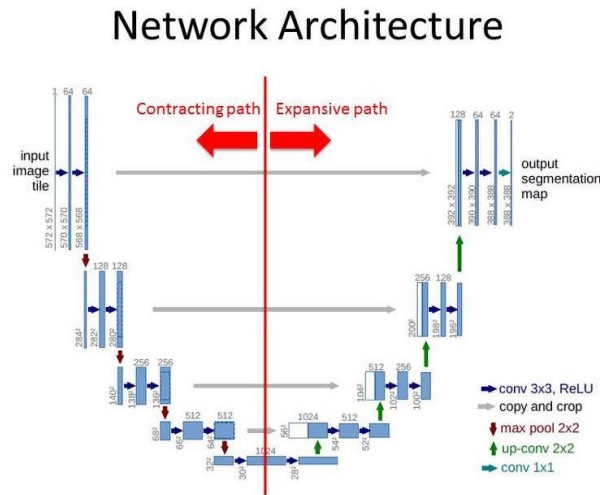 Network Architecture
Contracting path
Expansive path
1 64 64
128 64 64 2
input
image
tile
output
segmentation
map
572 x 572
570 x 570
568 x 568
392 x 392
390 x 390
388 x 388
388 x 388
128 128
256 128
284²
282²
280²
200²
198²
196²
256 256
512 256
140²
138²
136²
104²
102²
100²
512 512
1024 512
68²
66²
64²
56²
54²
52²
1024
32²
30²
28²
conv 3x3, ReLU
copy and crop
max pool 2x2
up-conv 2x2
conv 1x1